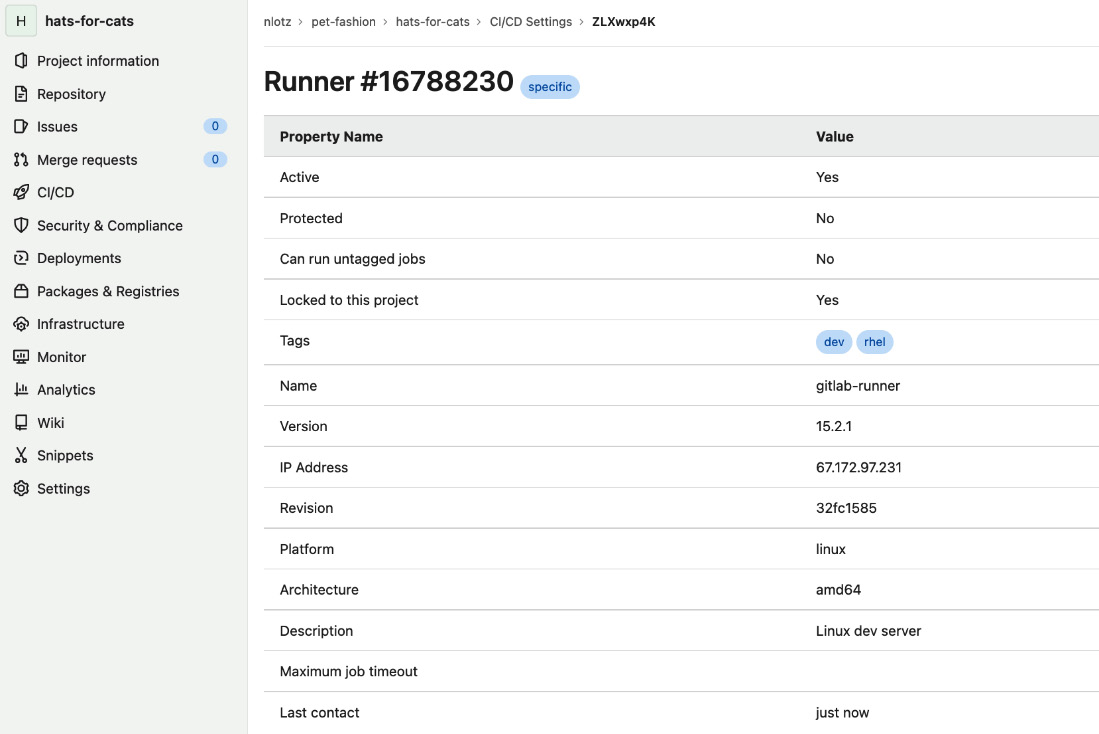 H hats-for-cats
Project information
Repository
Issues 0
Merge requests 0
CI/CD
Security & Compliance
Deployments
Packages & Registries
Infrastructure
Monitor
Analytics
Wiki
Snippets
Settings
nlotz > pet-fashion > hats-for-cats > CI/CD Settings > ZLXwxp4K
Runner #16788230 specific
Property Name Value
Active Yes
Protected No
Can run untagged jobs No
Locked to this project Yes
Tags dev rhel
Name gitlab-runner
Version 15.2.1
IP Address 67.172.97.231
Revision 32fc1585
Platform linux
Architecture amd64
Description Linux dev server
Maximum job timeout
Last contact just now